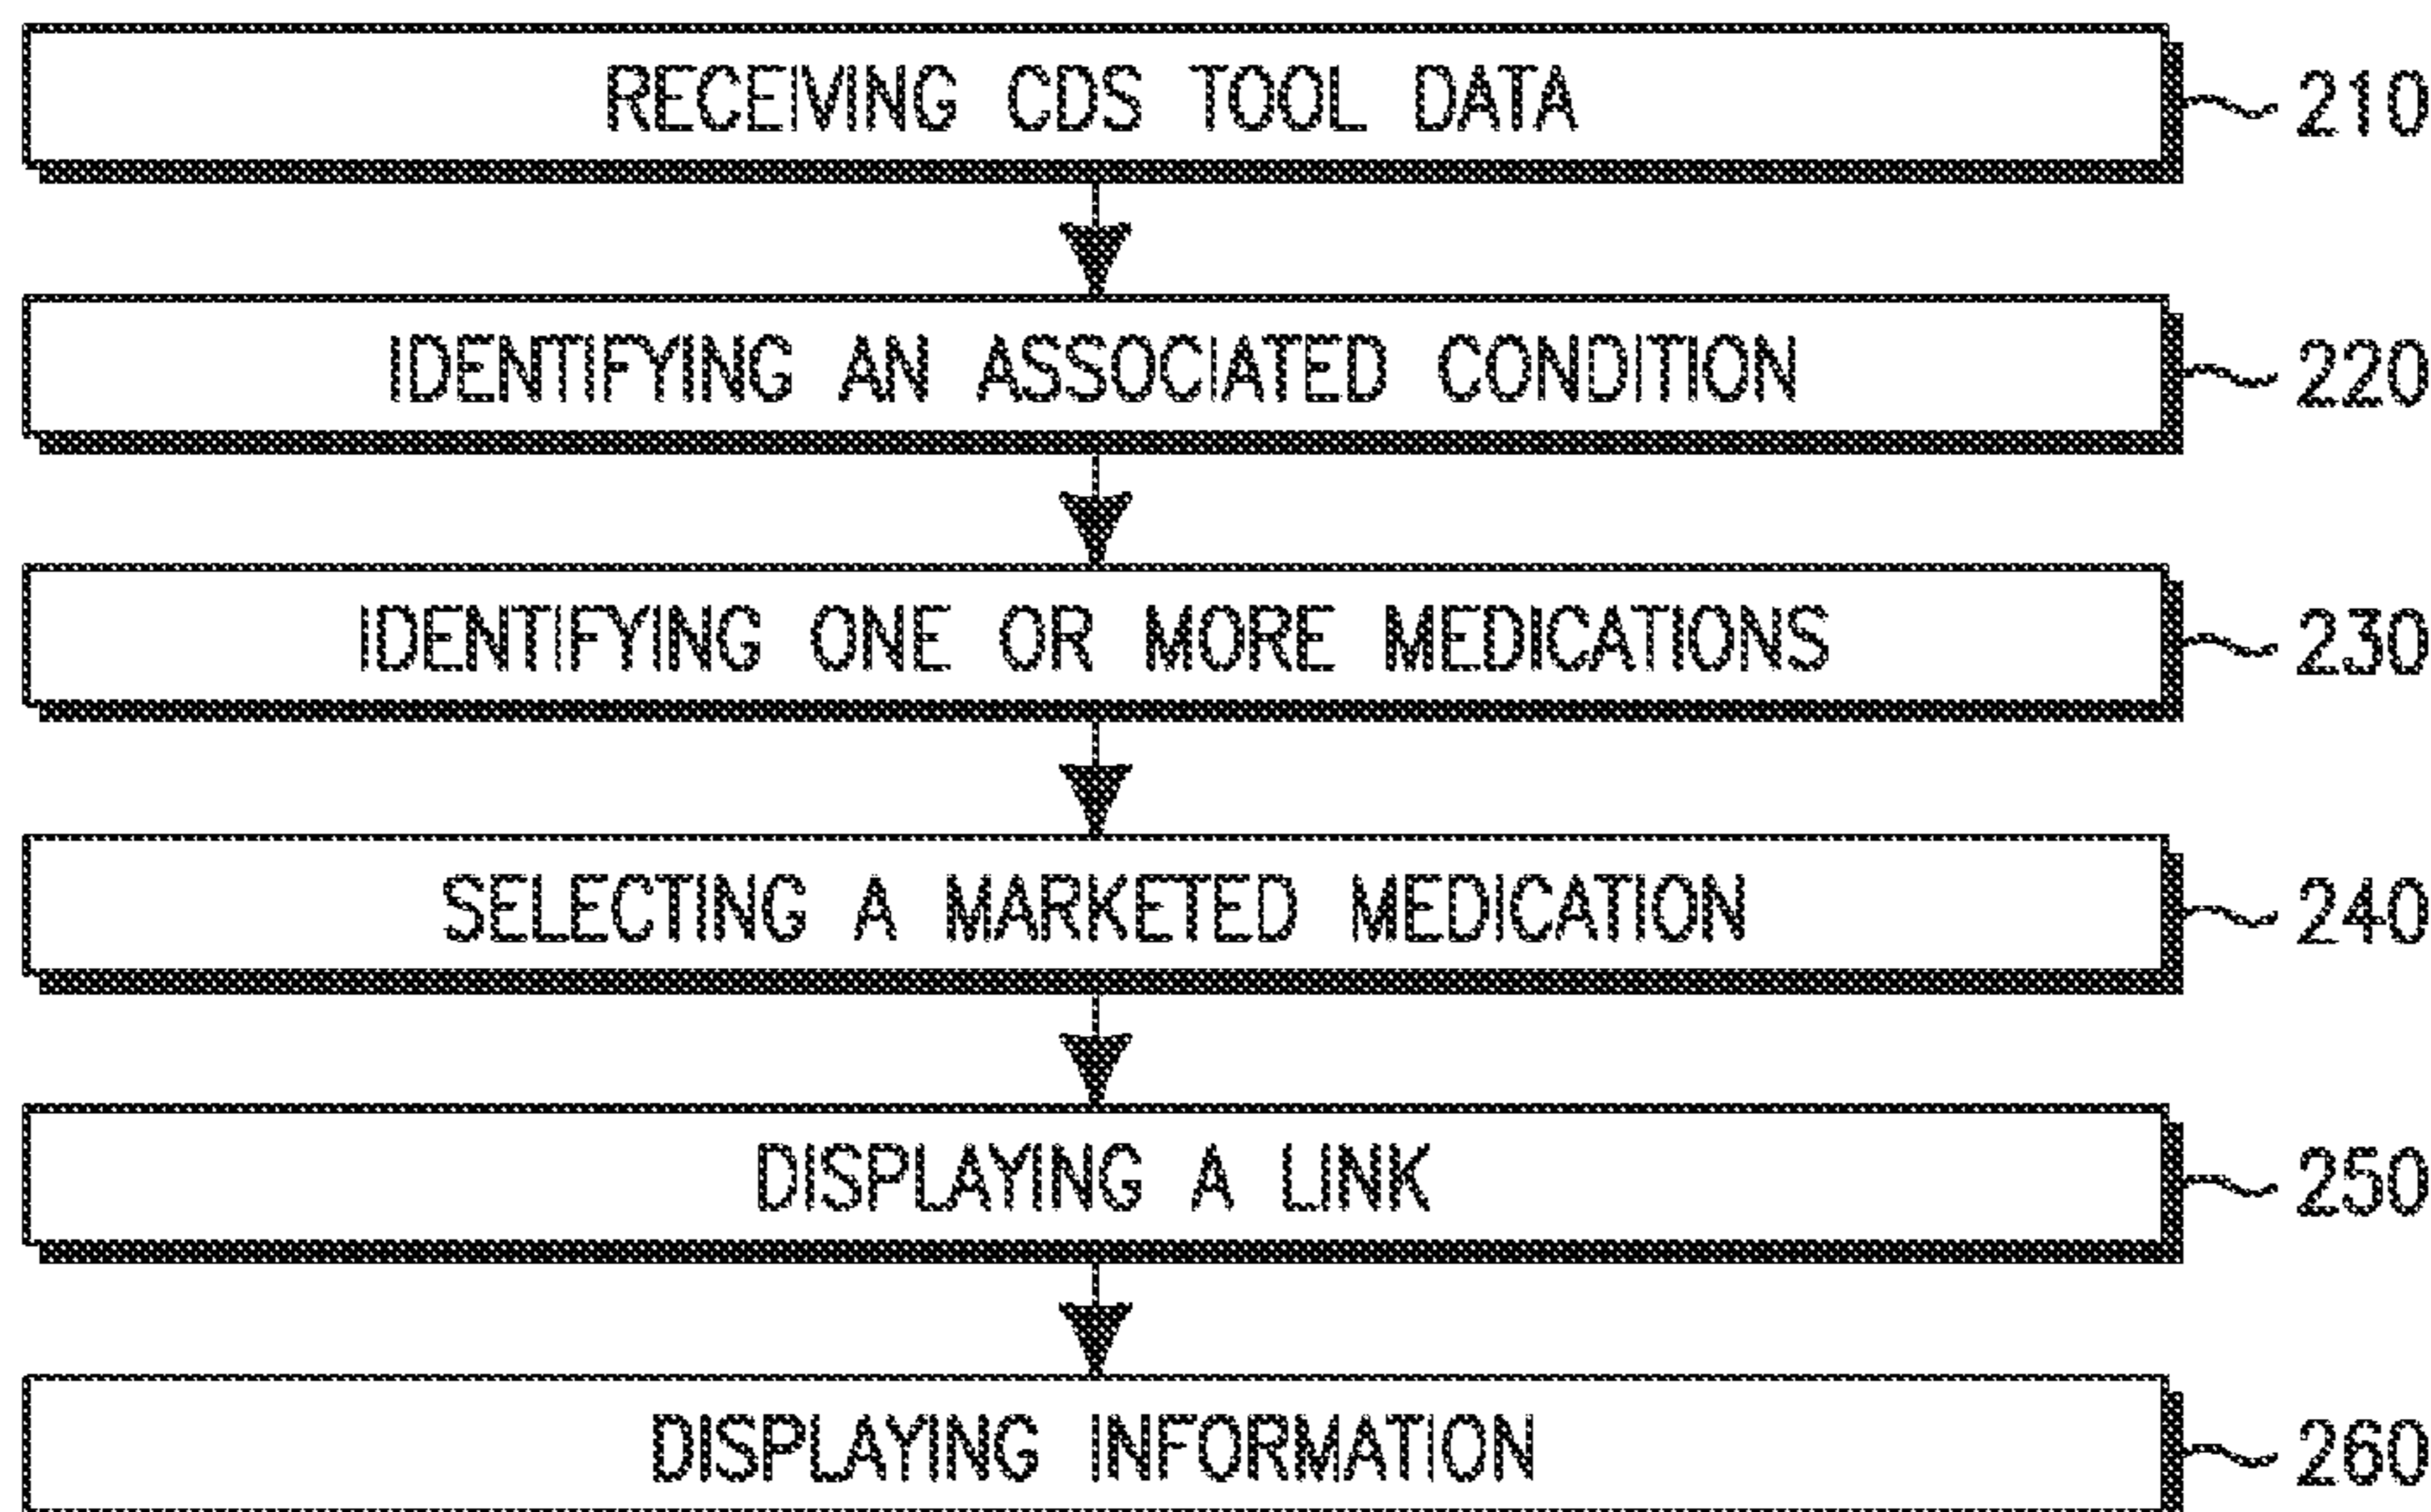 RECEIVING CDS TOOL DATA 210
IDENTIFYING AN ASSOCIATED CONDITION 220
IDENTIFYING ONE OR MORE MEDICATIONS 230
SELECTING A MARKETED MEDICATION 240
DISPLAYING A LINK 250
DISPLAYING INFORMATION 260